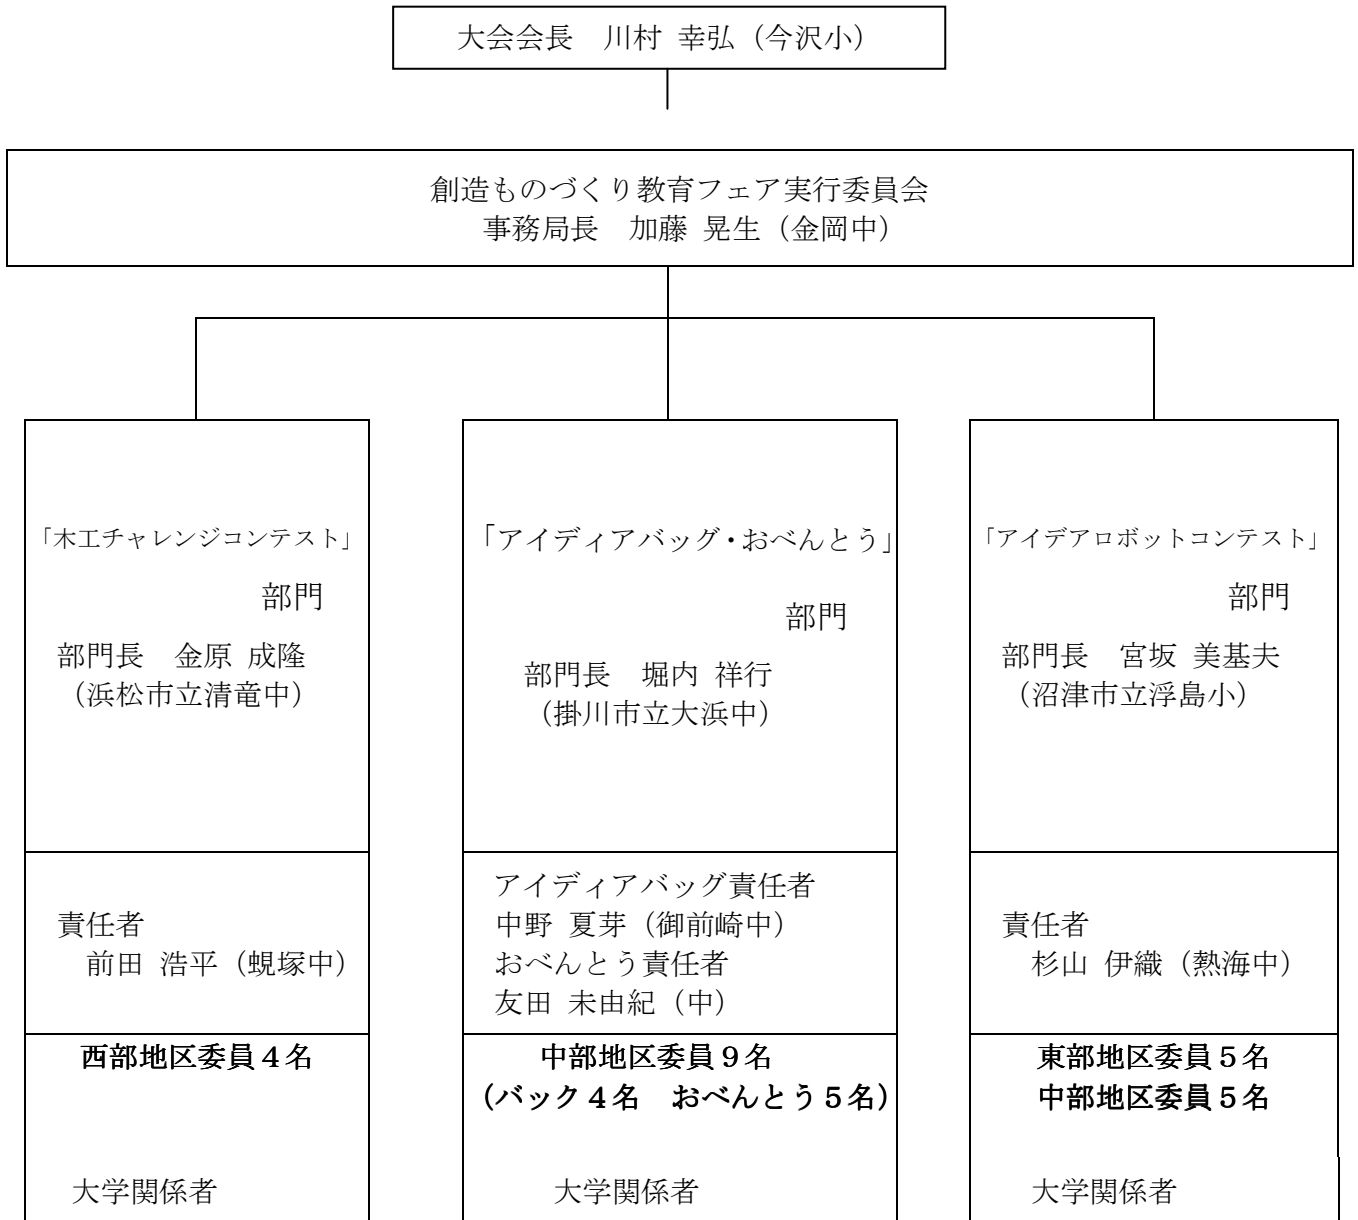 大会会長　川村 幸弘（今沢小）
創造ものづくり教育フェア実行委員会
事務局長　加藤 晃生（金岡中）
「木工チャレンジコンテスト」
部門
部門長　金原 成隆
（浜松市立清竜中）
責任者
前田 浩平（蜆塚中）
西部地区委員４名
大学関係者
「アイディアバッグ・おべんとう」
部門
部門長　堀内 祥行
（掛川市立大浜中）
アイディアバッグ責任者
中野 夏芽（御前崎中）
おべんとう責任者
友田 未由紀（中）
中部地区委員９名
（バック４名　おべんとう５名）
大学関係者
「アイデアロボットコンテスト」
部門
部門長　宮坂 美基夫
（沼津市立浮島小）
責任者
杉山 伊織（熱海中）
東部地区委員５名
中部地区委員５名
大学関係者